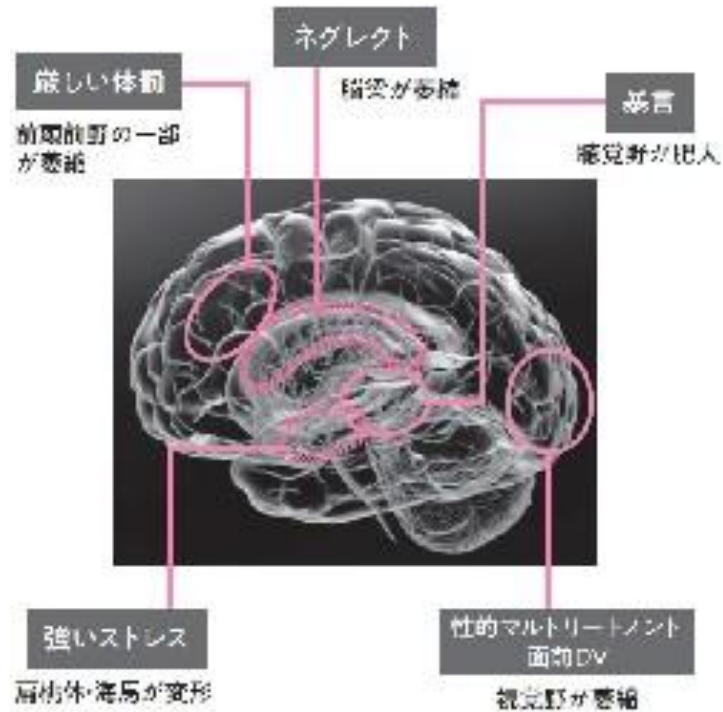 ネグレクト
脳梁が萎縮
厳しい体罰
前頭前野の一部
が萎縮
暴言
聴覚野が肥大
強いストレス
扁桃体・海馬が変形
性的マルトリートメント
面前DV
視覚野が萎縮